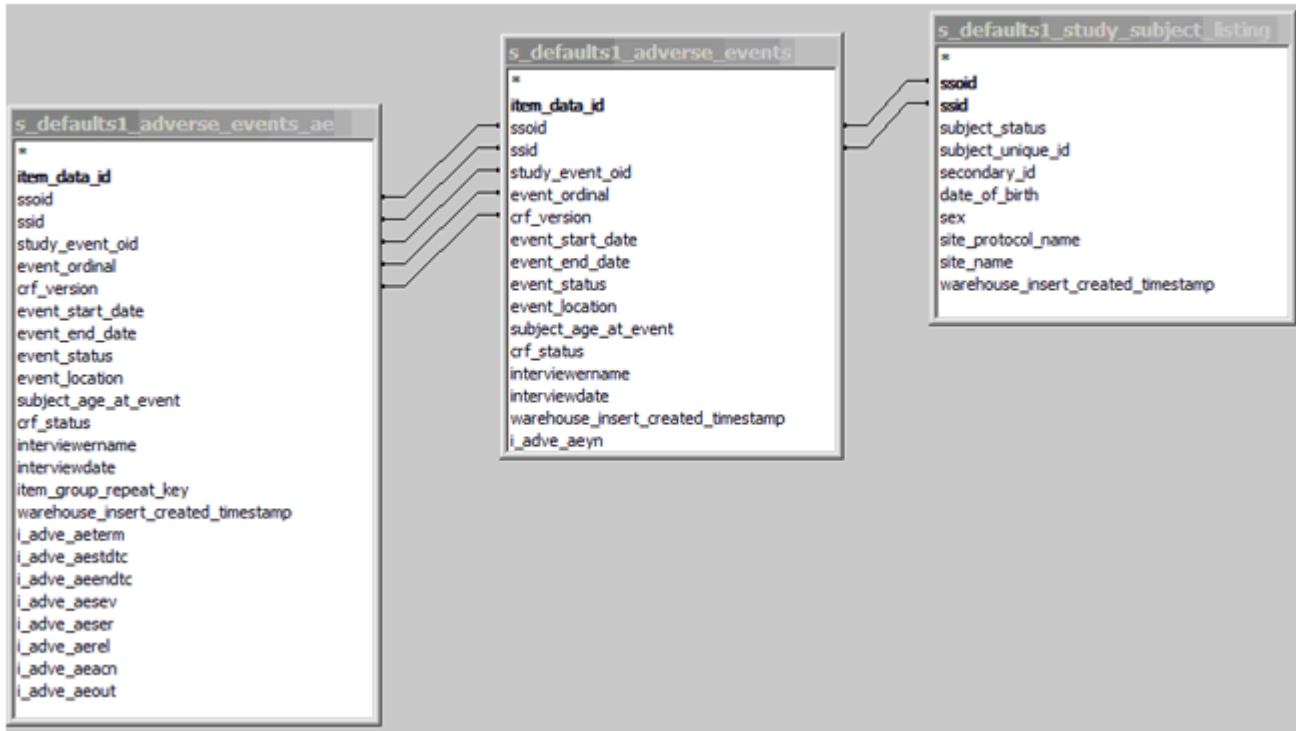 s_defaults1_adverse_events_ae
*
item_data_id
ssoid
ssid
study_event_oid
event_ordinal
crf_version
event_start_date
event_end_date
event_status
event_location
subject_age_at_event
crf_status
interviewername
interviewdate
item_group_repeat_key
warehouse_insert_created_timestamp
i_adve_aeterm
i_adve_aestdtc
i_adve_aeendtc
i_adve_aesev
i_adve_aeser
i_adve_aerel
i_adve_aeacn
i_adve_aeout
s_defaults1_adverse_events
*
item_data_id
ssoid
ssid
study_event_oid
event_ordinal
crf_version
event_start_date
event_end_date
event_status
event_location
subject_age_at_event
crf_status
interviewername
interviewdate
warehouse_insert_created_timestamp
i_adve_aeyn
s_defaults1_study_subject_listing
*
ssoid
ssid
subject_status
subject_unique_id
secondary_id
date_of_birth
sex
site_protocol_name
site_name
warehouse_insert_created_timestamp